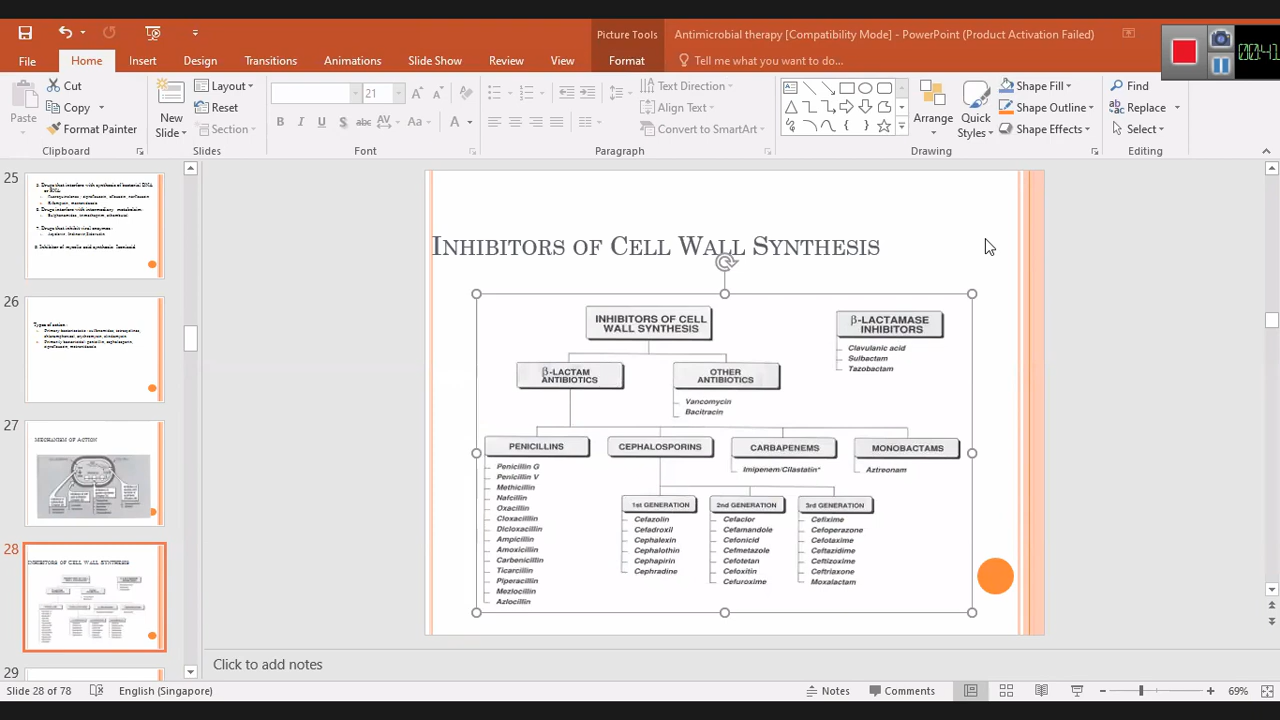 Picture Tools
Antimicrobial therapy [Compatibility Mode] - PowerPoint (Product Activation Failed)
File
Home
Insert
Design
Transitions
Animations
Slide Show
Review
View
Format
Tell me what you want to do...
Paste
Cut
Copy
Format Painter
Clipboard
New
Slide
Layout
Reset
Section
Slides
21
B I U S abc AV Aa A
Font
Text Direction
Align Text
Convert to SmartArt
Paragraph
Arrange
Quick
Styles
Shape Fill
Shape Outline
Shape Effects
Drawing
Find
Replace
Select
Editing
25
26
Types of action :
27
MECHANISM OF ACTION
28
INHIBITORS OF CELL WALL SYNTHESIS
29
INHIBITORS OF CELL WALL SYNTHESIS
INHIBITORS OF CELL
WALL SYNTHESIS
β-LACTAMASE
INHIBITORS
Clavulanic acid
Sulbactam
Tazobactam
β-LACTAM
ANTIBIOTICS
OTHER
ANTIBIOTICS
Vancomycin
Bacitracin
PENICILLINS
Penicillin G
Penicillin V
Methicillin
Nafcillin
Oxacillin
Cloxacilllin
Dicloxacillin
Ampicillin
Amoxicillin
Carbenicillin
Ticarcillin
Piperacillin
Mezlocillin
Azlocillin
CEPHALOSPORINS
CARBAPENEMS
Imipenem/Cilastatin*
MONOBACTAMS
Aztreonam
1st GENERATION
Cefazolin
Cefadroxil
Cephalexin
Cephalothin
Cephapirin
Cephradine
2nd GENERATION
Cefaclor
Cefamandole
Cefonicid
Cefmetazole
Cefotetan
Cefoxitin
Cefuroxime
3rd GENERATION
Cefixime
Cefoperazone
Cefotaxime
Ceftazidime
Ceftizoxime
Ceftriaxone
Moxalactam
Click to add notes
Slide 28 of 78
English (Singapore)
Notes
Comments
69%